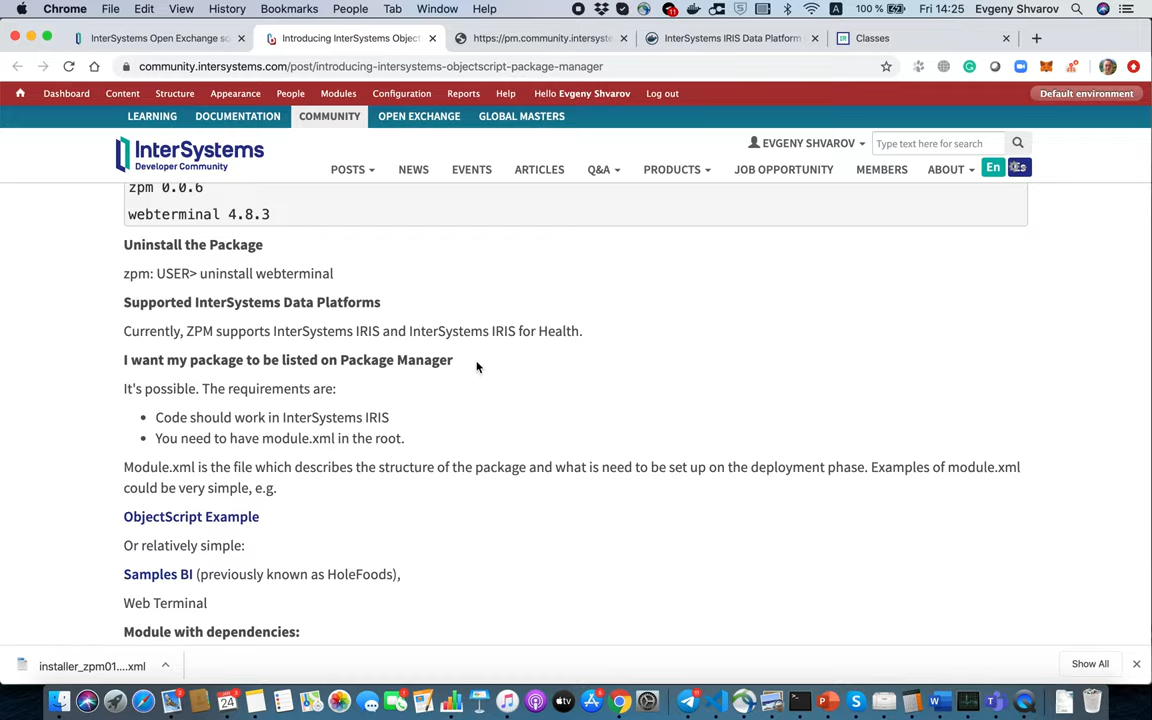 Chrome File Edit View History Bookmarks People Tab Window Help 11 A 100 % Fri 14:25 Evgeny Shvarov
InterSystems Open Exchange sc Introducing InterSystems Object https://pm.community.intersyste InterSystems IRIS Data Platform Classes
community.intersystems.com/post/introducing-intersystems-objectscript-package-manager
Dashboard Content Structure Appearance People Modules Configuration Reports Help Hello Evgeny Shvarov Log out Default environment
LEARNING DOCUMENTATION COMMUNITY OPEN EXCHANGE GLOBAL MASTERS
InterSystems
Developer Community
EVGENY SHVAROV Type text here for search
POSTS NEWS EVENTS ARTICLES Q&A PRODUCTS JOB OPPORTUNITY MEMBERS ABOUT En Es
zpm 0.0.6
webterminal 4.8.3
Uninstall the Package
zpm: USER> uninstall webterminal
Supported InterSystems Data Platforms
Currently, ZPM supports InterSystems IRIS and InterSystems IRIS for Health.
I want my package to be listed on Package Manager
It's possible. The requirements are:
• Code should work in InterSystems IRIS
• You need to have module.xml in the root.
Module.xml is the file which describes the structure of the package and what is need to be set up on the deployment phase. Examples of module.xml
could be very simple, e.g.
ObjectScript Example
Or relatively simple:
Samples BI (previously known as HoleFoods),
Web Terminal
Module with dependencies:
installer_zpm01....xml Show All